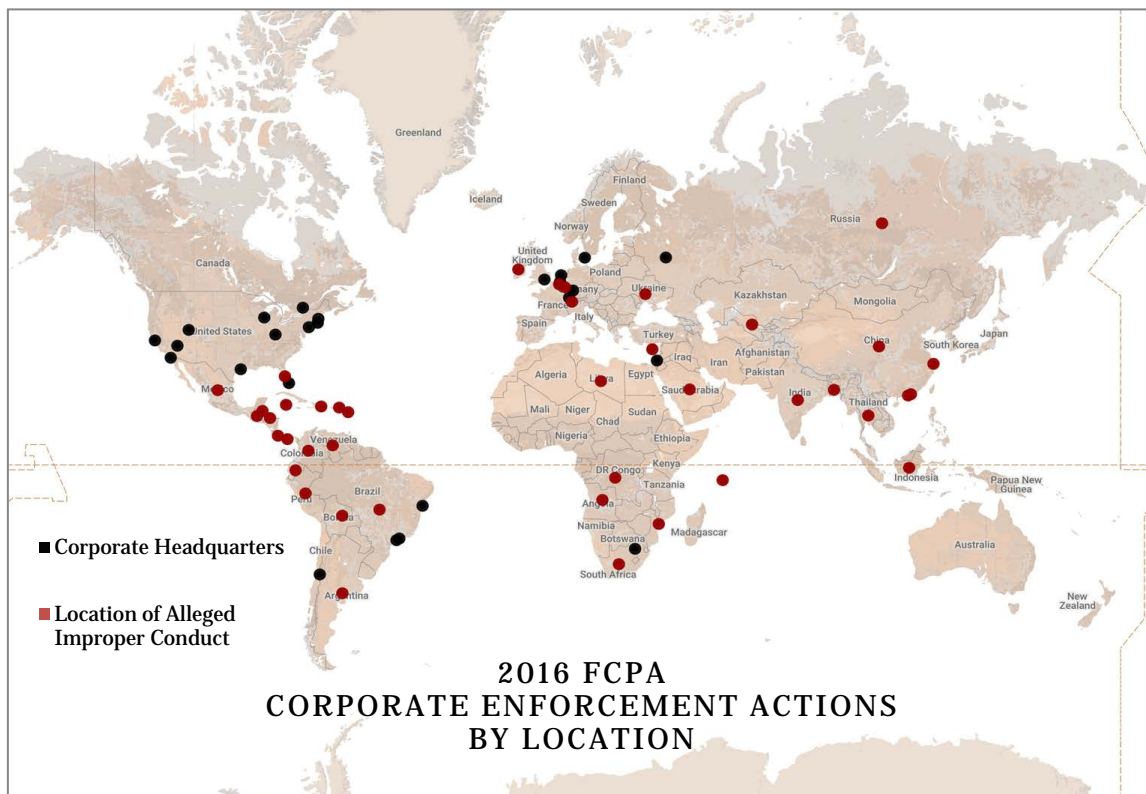 Greenland
Finland
Iceland
Sweden
Russia
Norway
United
Kingdom
Canada
Poland
Ukraine
Kazakhstan
Mongolia
France
Italy
United States
Spain
Turkey
Japan
China
South Korea
Afghanistan
Iraq
Iran
Algeria
Libya
Egypt
Pakistan
Mexico
Saudi Arabia
India
Thailand
Mali
Niger
Sudan
Chad
Nigeria
Ethiopia
Venezuela
Colombia
Kenya
DR Congo
Indonesia
Papua New
Guinea
Tanzania
Brazil
Peru
Angola
Bolivia
Namibia
Madagascar
Botswana
■ Corporate Headquarters
Chile
Australia
South Africa
Argentina
New
Zealand
■ Location of Alleged
Improper Conduct
2016 FCPA
CORPORATE ENFORCEMENT ACTIONS
BY LOCATION